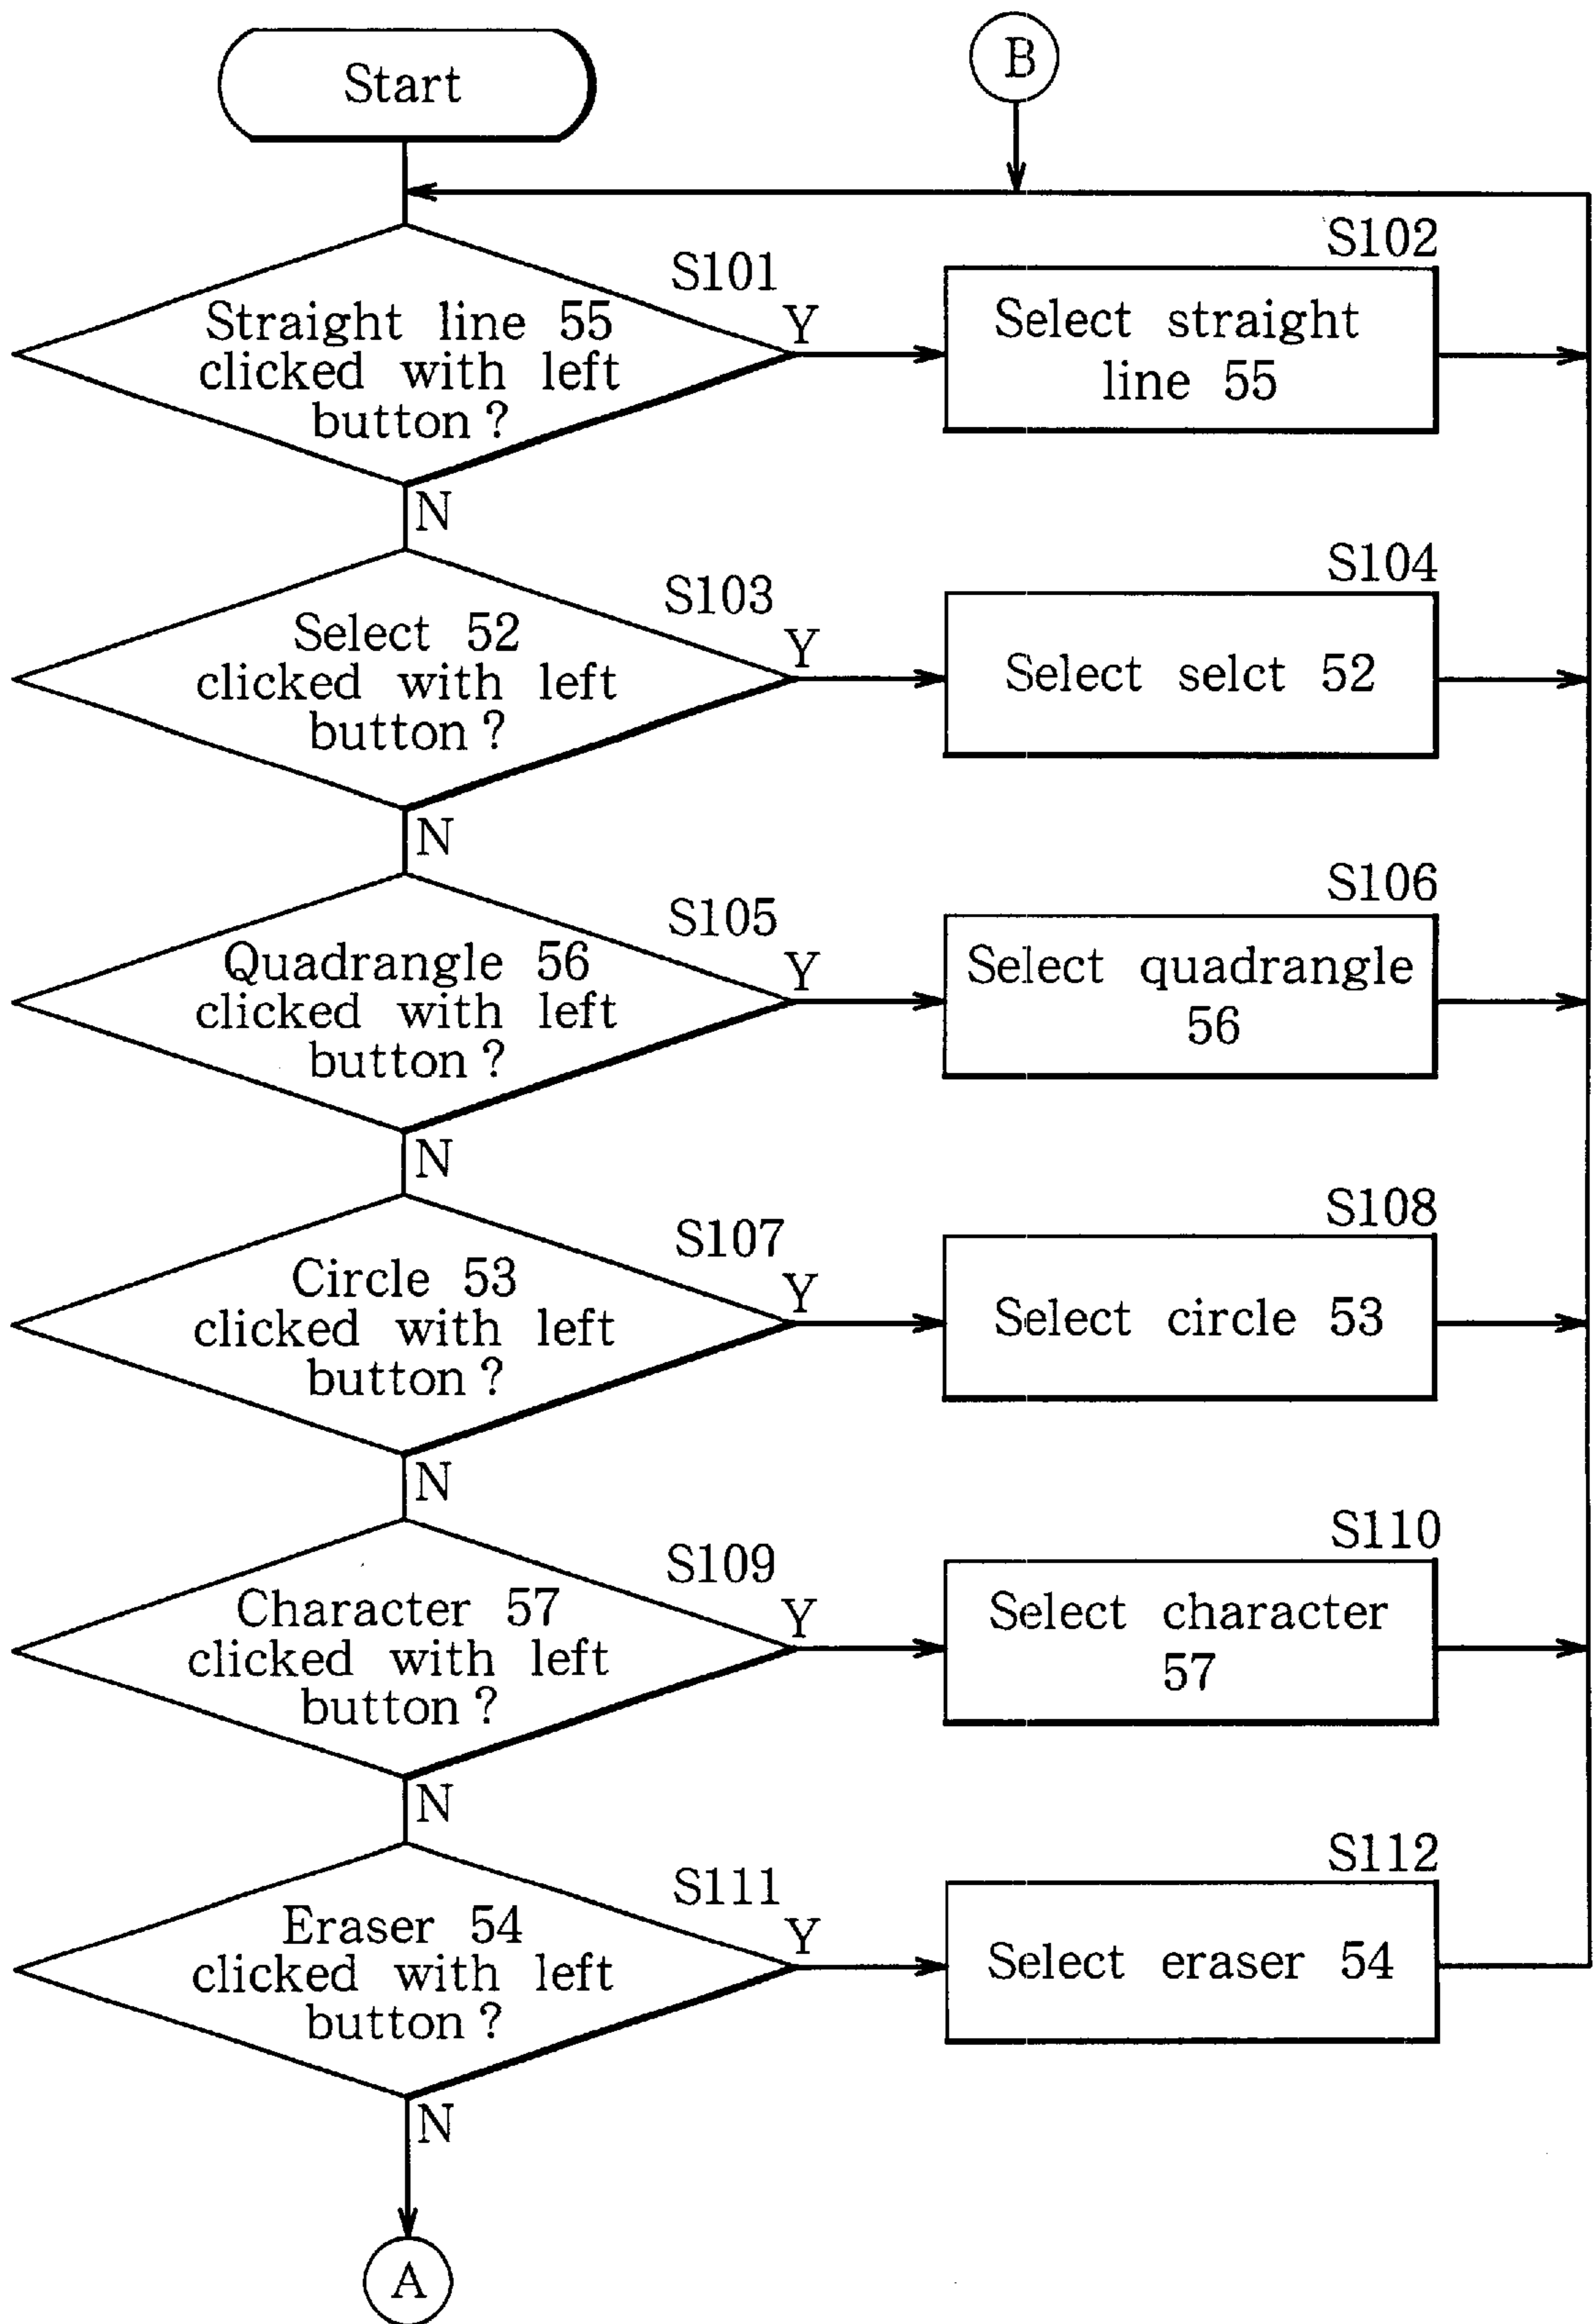 Start
B
S101
S102
Straight line 55
clicked with left
button?
Y
Select straight
line 55
N
S103
S104
Select 52
clicked with left
button?
Y
Select selct 52
N
S105
S106
Quadrangle 56
clicked with left
button?
Y
Select quadrangle
56
N
S107
S108
Circle 53
clicked with left
button?
Y
Select circle 53
N
S109
S110
Character 57
clicked with left
button?
Y
Select character
57
N
S111
S112
Eraser 54
clicked with left
button?
Y
Select eraser 54
N
A